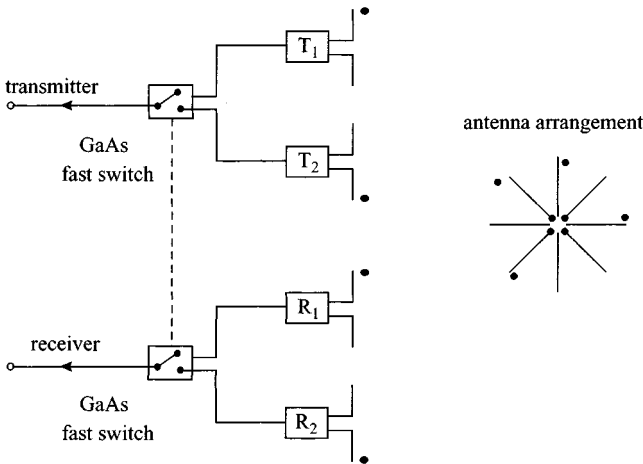 T1
transmitter
GaAs
fast switch
T2
antenna arrangement
R1
receiver
GaAs
fast switch
R2